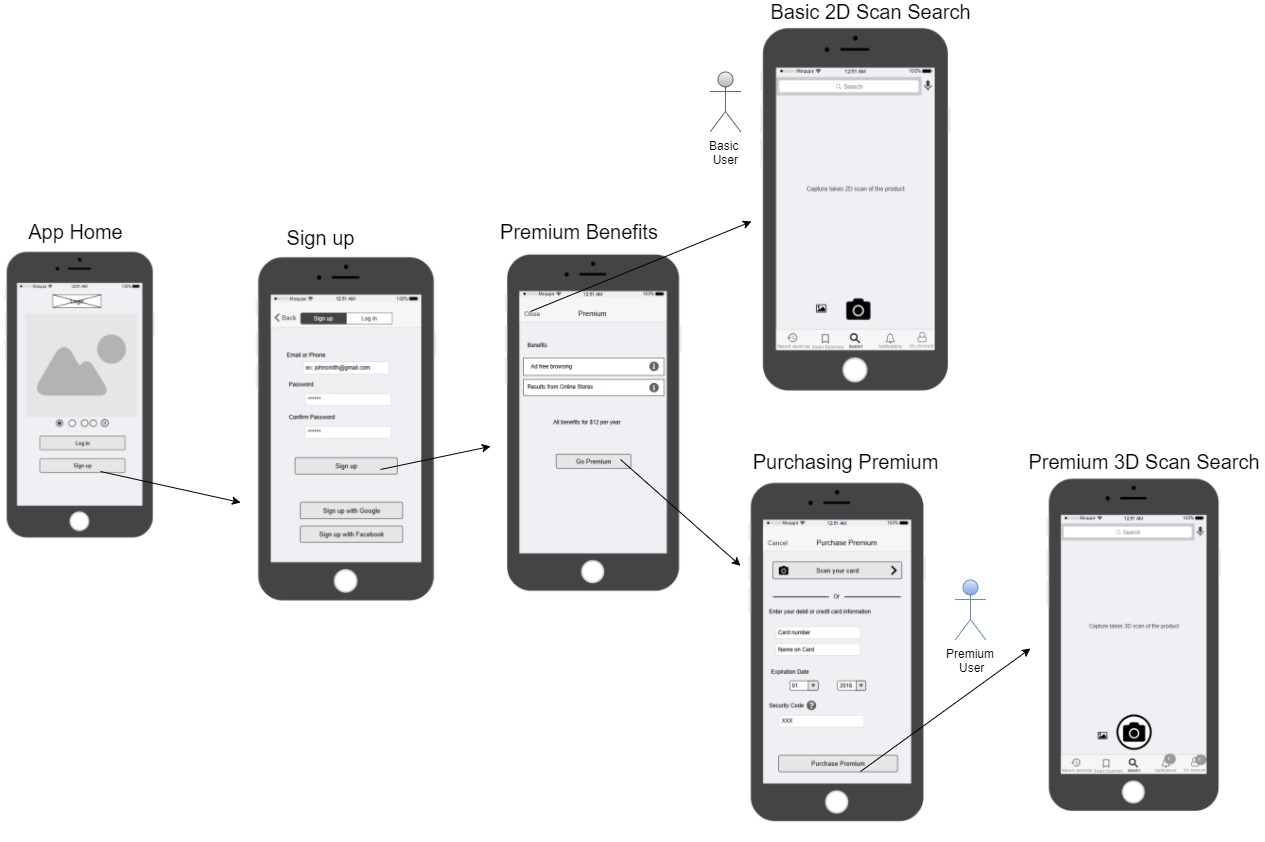 Basic 2D Scan Search
Moqups 12:51 AM 100%
Search
Basic
User
Capture takes 2D scan of the product
Recent searches Saved Searches Search Notifications My Account
App Home
Moqups 12:51 AM 100%
Logo
Log in
Sign up
Sign up
Moqups 12:51 AM 100%
Back Sign up Log in
Email or Phone
ex: johnsmith@gmail.com
Password
******
Confirm Password
******
Sign up
Sign up with Google
Sign up with Facebook
Premium Benefits
Moqups 12:51 AM 100%
Close Premium
Benefits
Ad free browsing
Results from Online Stores
All benefits for $12 per year
Go Premium
Purchasing Premium
Moqups 12:51 AM 100%
Cancel Purchase Premium
Scan your card
Or
Enter your debit or credit card information
Card number
Name on Card
Expiration Date
01 2018
Security Code ?
XXX
Purchase Premium
Premium
User
Premium 3D Scan Search
Moqups 12:51 AM 100%
Search
Capture takes 3D scan of the product
Recent searches Saved Searches Search Notifications My Account